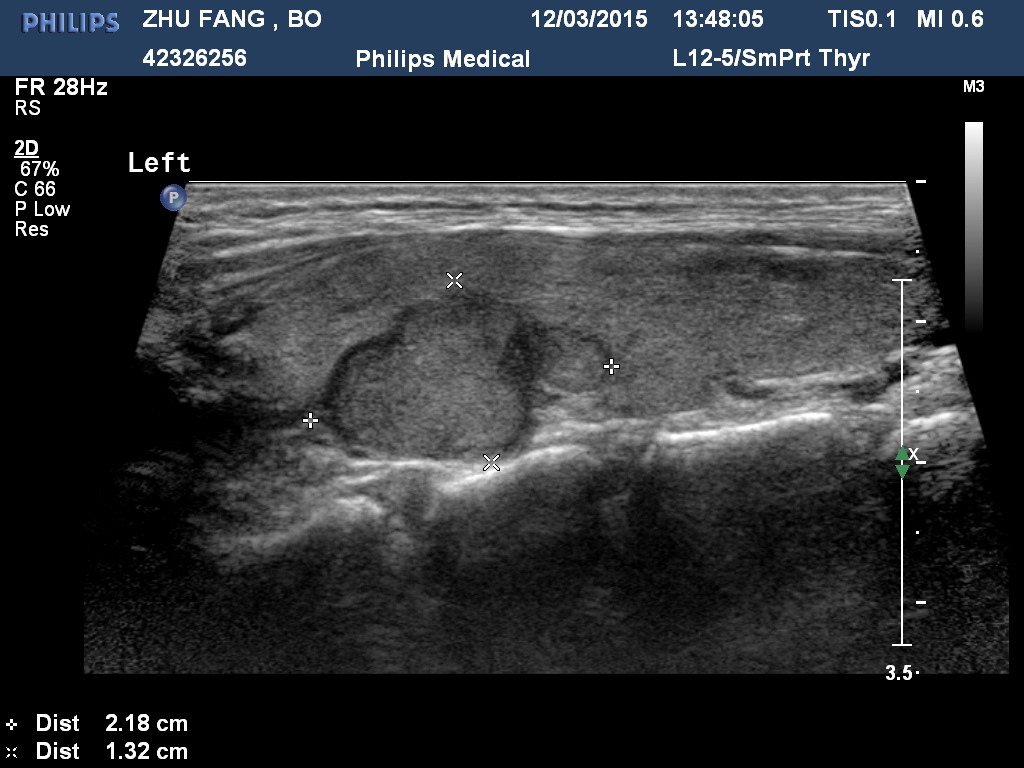 PHILIPS
ZHU FANG , BO 12/03/2015 13:48:05 TIS0.1 MI 0.6
42326256 Philips Medical L12-5/SmPrt Thyr
FR 28Hz
RS
M3
2D
67%
C 66
P Low
Res
Left
P
X
3.5
Dist 2.18 cm
Dist 1.32 cm